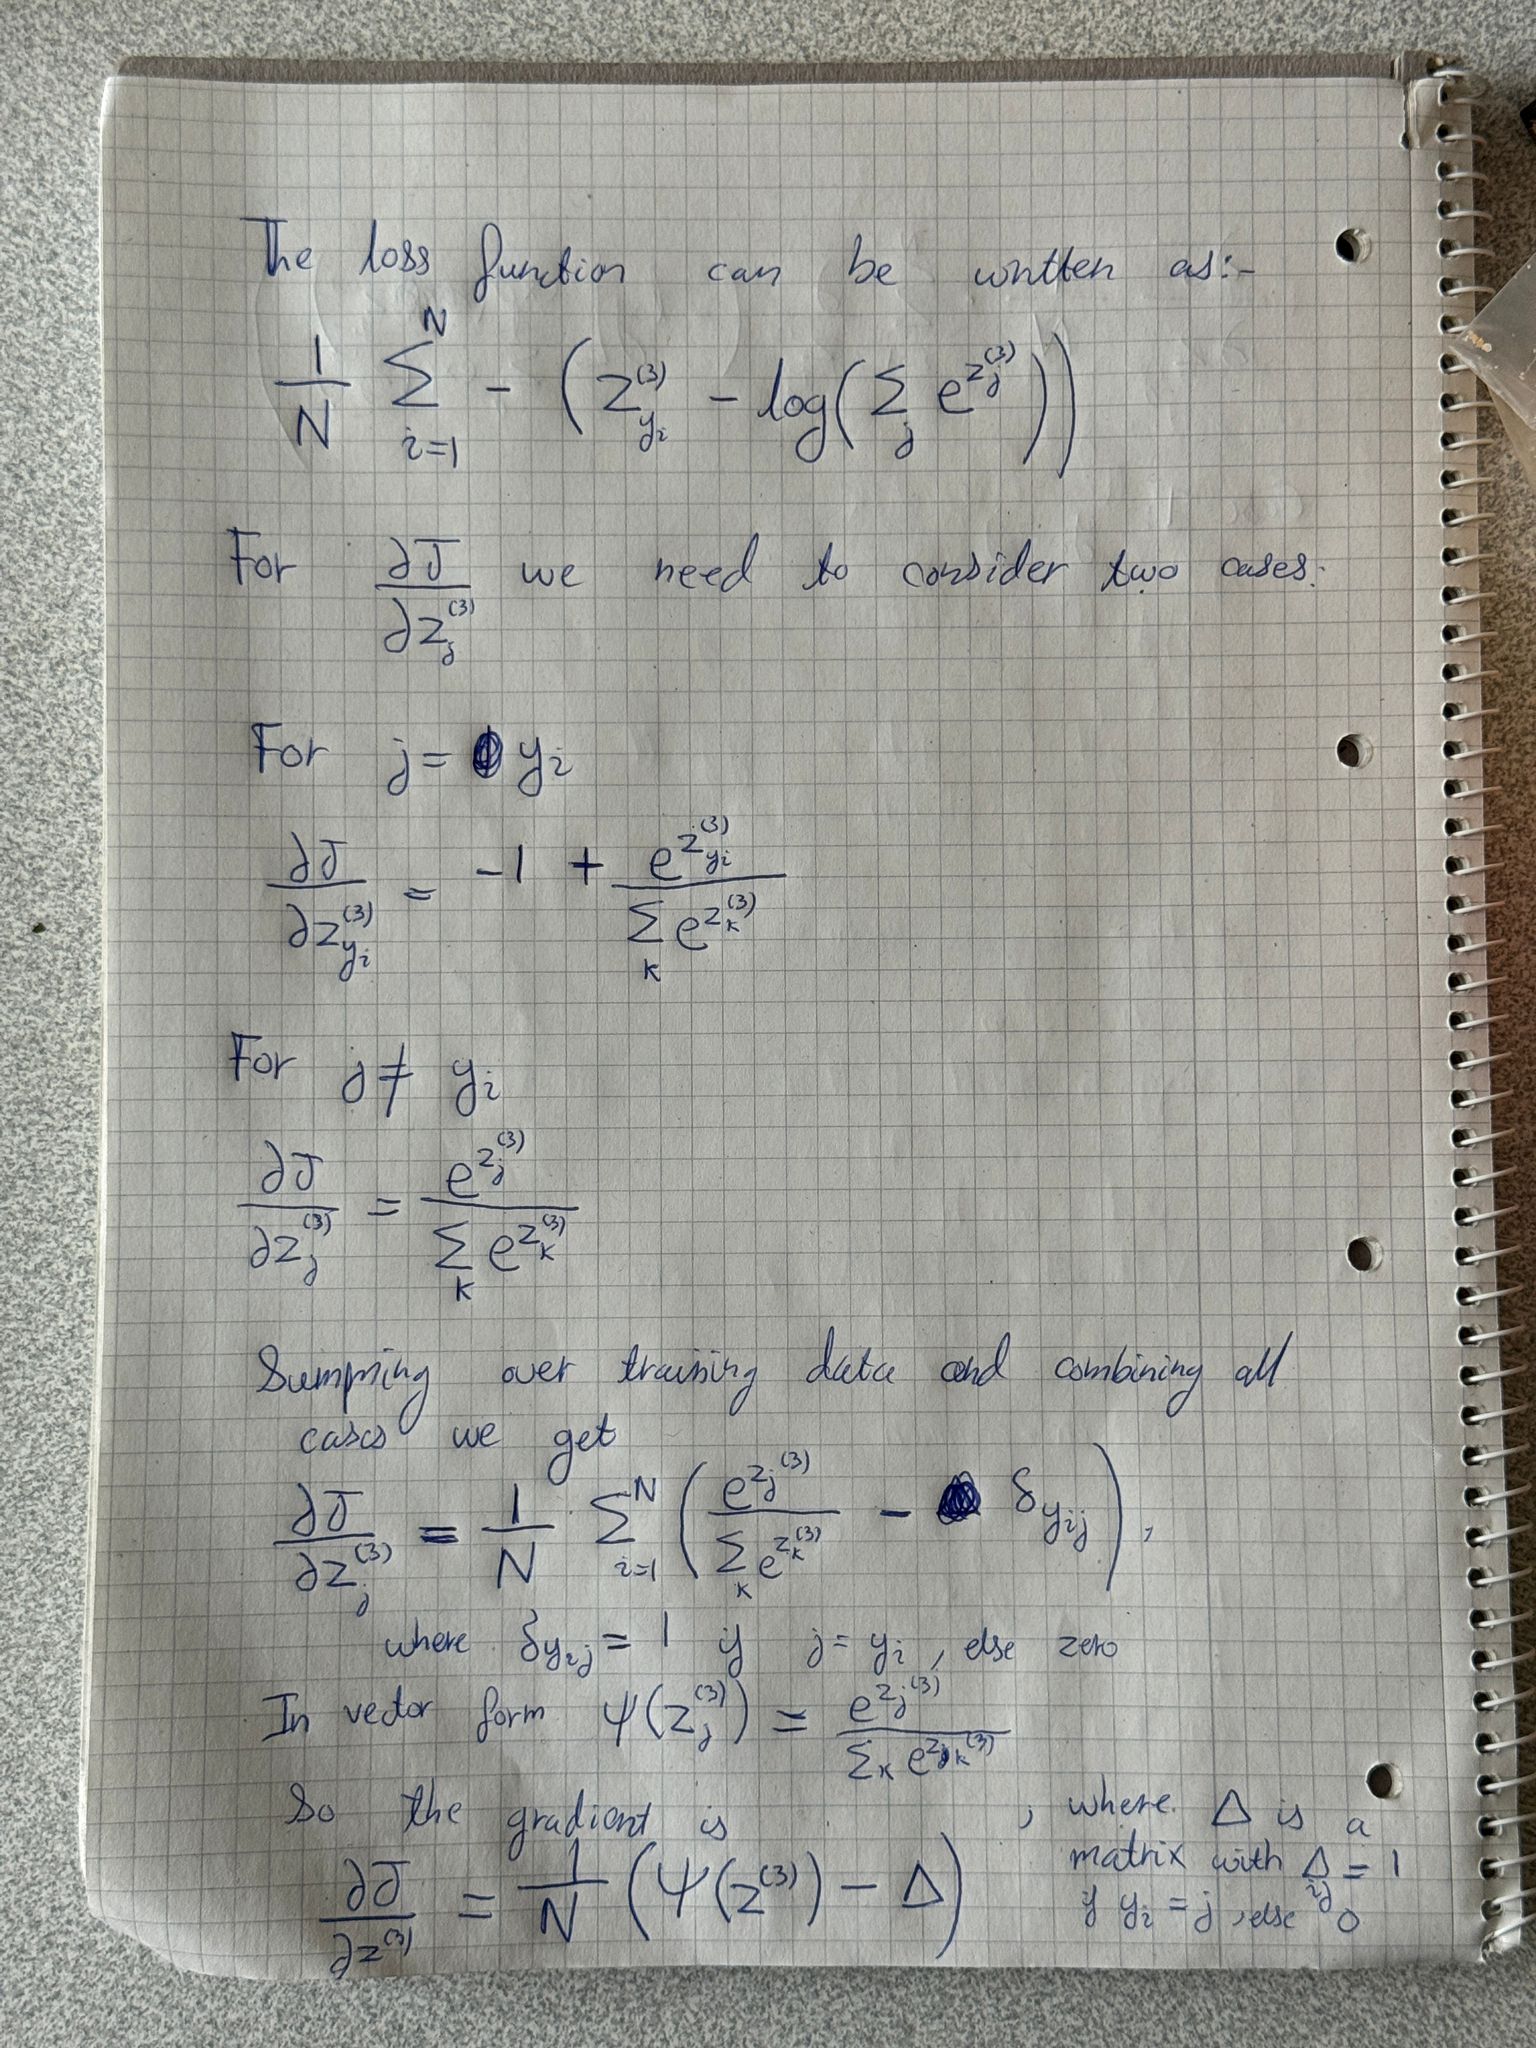 The loss function can be written as:-
$\frac{1}{N} \sum_{i=1}^{N} - \left( z_{y_i}^{(3)} - \log\left( \sum_j e^{z_j^{(3)}} \right) \right)$
For $\frac{\partial J}{\partial z_j^{(3)}}$ we need to consider two cases:
For $j = y_i$
$\frac{\partial J}{\partial z_{y_i}^{(3)}} = -1 + \frac{e^{z_{y_i}^{(3)}}}{\sum_k e^{z_k^{(3)}}}$
For $j \neq y_i$
$\frac{\partial J}{\partial z_j^{(3)}} = \frac{e^{z_j^{(3)}}}{\sum_k e^{z_k^{(3)}}}$
Summing over training data and combining all
cases we get
$\frac{\partial J}{\partial z_j^{(3)}} = \frac{1}{N} \sum_{i=1}^{N} \left( \frac{e^{z_j^{(3)}}}{\sum_k e^{z_k^{(3)}}} - \delta_{y_{ij}} \right),$
where $\delta_{y_{ij}} = 1$ if $j = y_i$, else zero
In vector form $\psi(z_j^{(3)}) = \frac{e^{z_j^{(3)}}}{\sum_k e^{z_k^{(3)}}}$
So the gradient is
$\frac{\partial J}{\partial z^{(3)}} = \frac{1}{N} \left( \psi(z^{(3)}) - \Delta \right)$
, where $\Delta$ is a
matrix with $\Delta_{ij} = 1$
if $y_i = j$, else 0